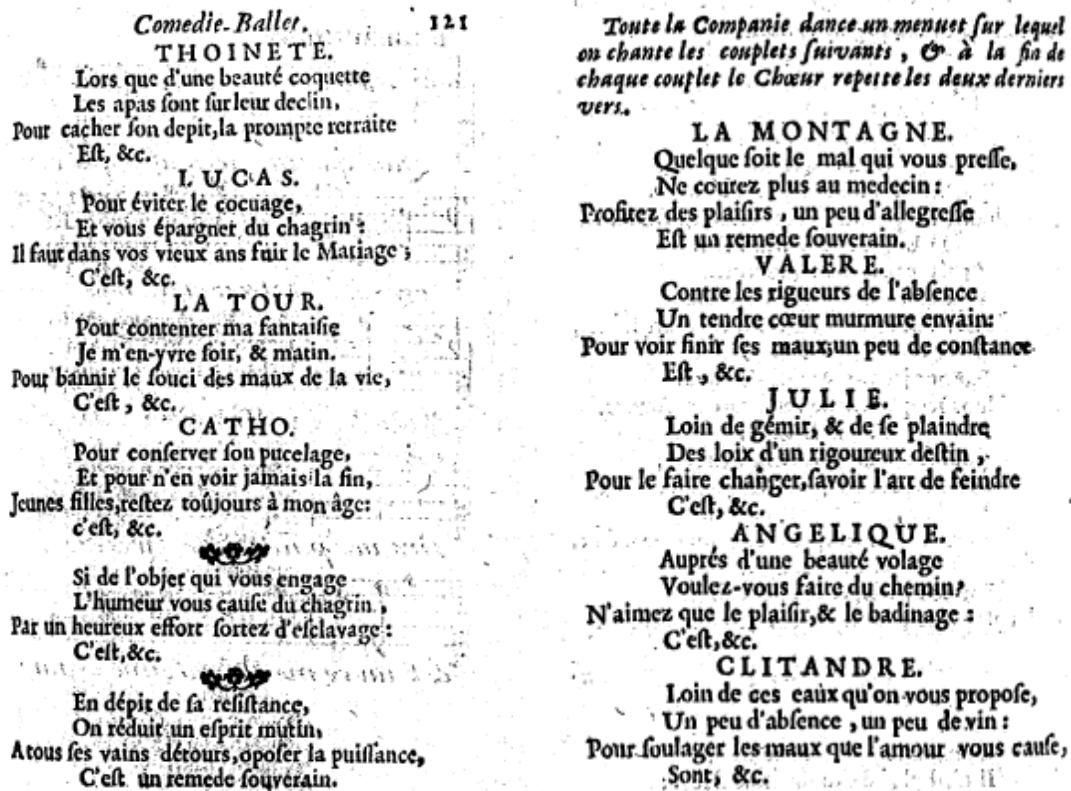 Comedie-Ballet. 121
THOINETE.
Lors que d'une beauté coquette
Les apas ſont ſur leur declin,
Pour cacher ſon depit, la prompte retraite
Eſt, &c.
LUCAS.
Pour éviter le cocuage,
Et vous épargner du chagrin :
Il faut dans vos vieux ans fuir le Mariage ;
C'eſt, &c.
LA TOUR.
Pour contenter ma fantaiſie
Je m'en-yvre ſoir, & matin.
Pour bannir le ſouci des maux de la vie,
C'eſt, &c.
CATHO.
Pour conſerver ſon pucelage,
Et pour n'en voir jamais la fin,
Jeunes filles, reſtez toûjours à mon âge:
c'eſt, &c.
Si de l'objet qui vous engage
L'humeur vous cauſe du chagrin,
Par un heureux effort ſortez d'eſclavage :
C'eſt, &c.
En dépit de ſa reſiſtance,
On réduit un eſprit mutin,
A tous ſes vains détours, opoſer la puiſſance,
C'eſt un remede ſouverain.
Toute la Companie dance un menuet ſur lequel
on chante les couplets ſuivants, & à la fin de
chaque couplet le Chœur repette les deux derniers
vers.
LA MONTAGNE.
Quelque ſoit le mal qui vous preſſe,
Ne courez plus au medecin :
Profitez des plaiſirs, un peu d'allegreſſe
Eſt un remede ſouverain.
VALERE.
Contre les rigueurs de l'abſence
Un tendre cœur murmure envain:
Pour voir finir ſes maux; un peu de conſtance
Eſt, &c.
JULIE.
Loin de gémir, & de ſe plaindre
Des loix d'un rigoureux deſtin,
Pour le faire changer, ſavoir l'art de feindre
C'eſt, &c.
ANGELIQUE.
Auprés d'une beauté volage
Voulez-vous faire du chemin?
N'aimez que le plaiſir, & le badinage :
C'eſt, &c.
CLITANDRE.
Loin de ces eaux qu'on vous propoſe,
Un peu d'abſence, un peu de vin :
Pour ſoulager les maux que l'amour vous cauſe,
Sont, &c.